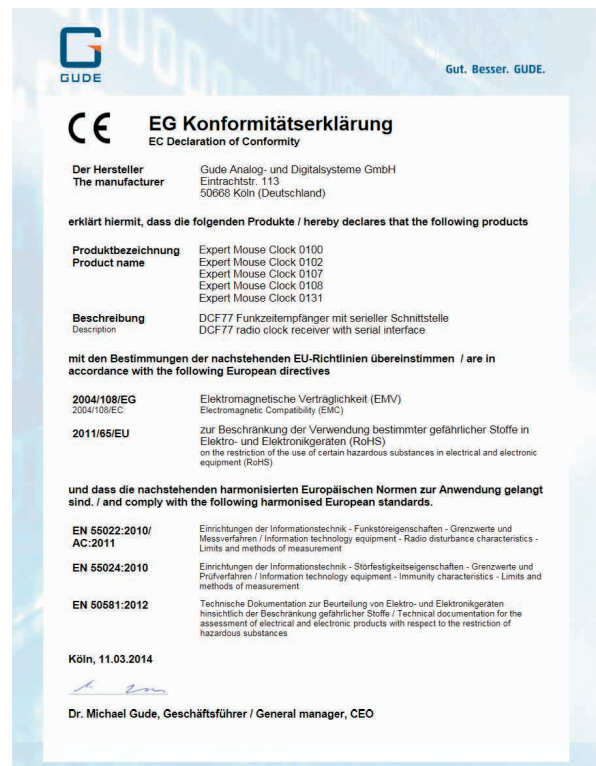 GUDE
Gut. Besser. GUDE.
CE
EG Konformitätserklärung
EC Declaration of Conformity
Der Hersteller
The manufacturer
Gude Analog- und Digitalsysteme GmbH
Eintrachtstr. 113
50668 Köln (Deutschland)
erklärt hiermit, dass die folgenden Produkte / hereby declares that the following products
Produktbezeichnung
Product name
Expert Mouse Clock 0100
Expert Mouse Clock 0102
Expert Mouse Clock 0107
Expert Mouse Clock 0108
Expert Mouse Clock 0131
Beschreibung
Description
DCF77 Funkzeitempfänger mit serieller Schnittstelle
DCF77 radio clock receiver with serial interface
mit den Bestimmungen der nachstehenden EU-Richtlinien übereinstimmen / are in
accordance with the following European directives
2004/108/EG
2004/108/EC
Elektromagnetische Verträglichkeit (EMV)
Electromagnetic Compatibility (EMC)
2011/65/EU
zur Beschränkung der Verwendung bestimmter gefährlicher Stoffe in
Elektro- und Elektronikgeräten (RoHS)
on the restriction of the use of certain hazardous substances in electrical and electronic
equipment (RoHS)
und dass die nachstehenden harmonisierten Europäischen Normen zur Anwendung gelangt
sind. / and comply with the following harmonised European standards.
EN 55022:2010/
AC:2011
Einrichtungen der Informationstechnik - Funkstöreigenschaften - Grenzwerte und
Messverfahren / Information technology equipment - Radio disturbance characteristics -
Limits and methods of measurement
EN 55024:2010
Einrichtungen der Informationstechnik - Störfestigkeitseigenschaften - Grenzwerte und
Prüfverfahren / Information technology equipment - Immunity characteristics - Limits and
methods of measurement
EN 50581:2012
Technische Dokumentation zur Beurteilung von Elektro- und Elektronikgeräten
hinsichtlich der Beschränkung gefährlicher Stoffe / Technical documentation for the
assessment of electrical and electronic products with respect to the restriction of
hazardous substances
Köln, 11.03.2014
Dr. Michael Gude, Geschäftsführer / General manager, CEO